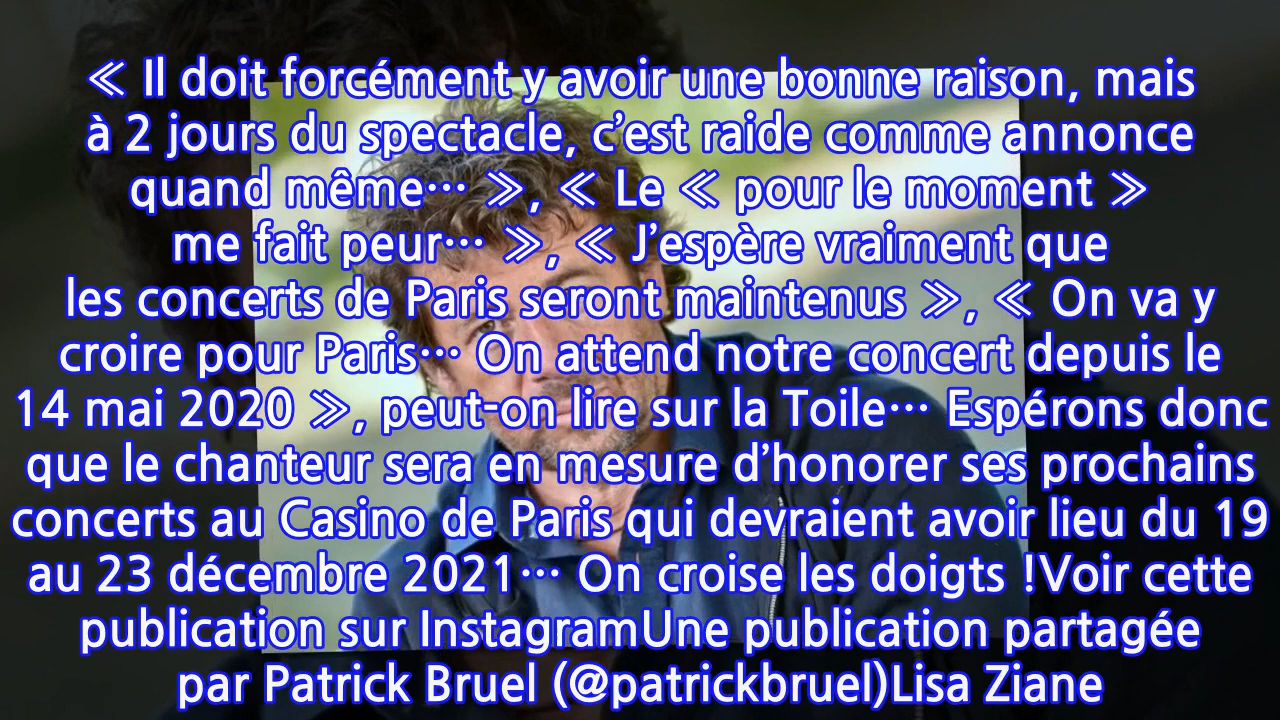 ≪ Il doit forcément y avoir une bonne raison, mais
à 2 jours du spectacle, c’est raide comme annonce
quand même… ≫, ≪ Le ≪ pour le moment ≫
me fait peur… ≫, ≪ J’espère vraiment que
les concerts de Paris seront maintenus ≫, ≪ On va y
croire pour Paris… On attend notre concert depuis le
14 mai 2020 ≫, peut-on lire sur la Toile… Espérons donc
que le chanteur sera en mesure d’honorer ses prochains
concerts au Casino de Paris qui devraient avoir lieu du 19
au 23 décembre 2021… On croise les doigts !Voir cette
publication sur InstagramUne publication partagée
par Patrick Bruel (@patrickbruel)Lisa Ziane